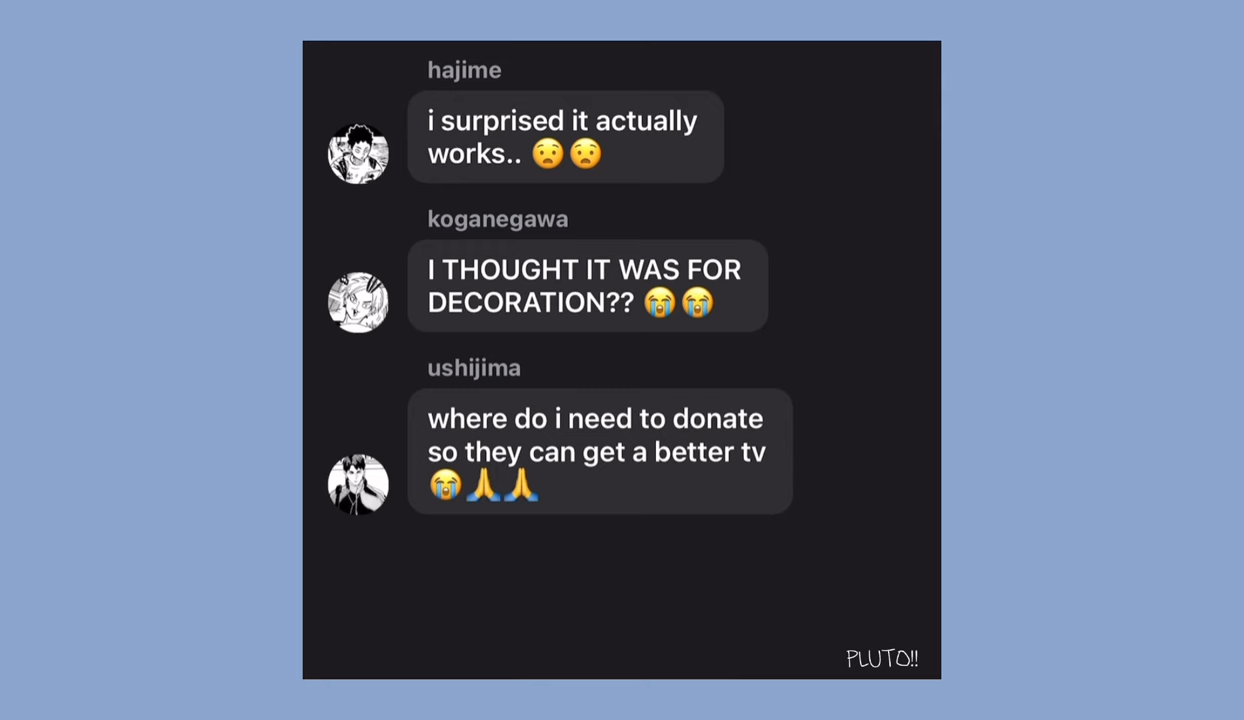 hajime
i surprised it actually
works.. 😧😧
koganegawa
I THOUGHT IT WAS FOR
DECORATION?? 😭😭
ushijima
where do i need to donate
so they can get a better tv
😭🙏🙏
PLUTO!!